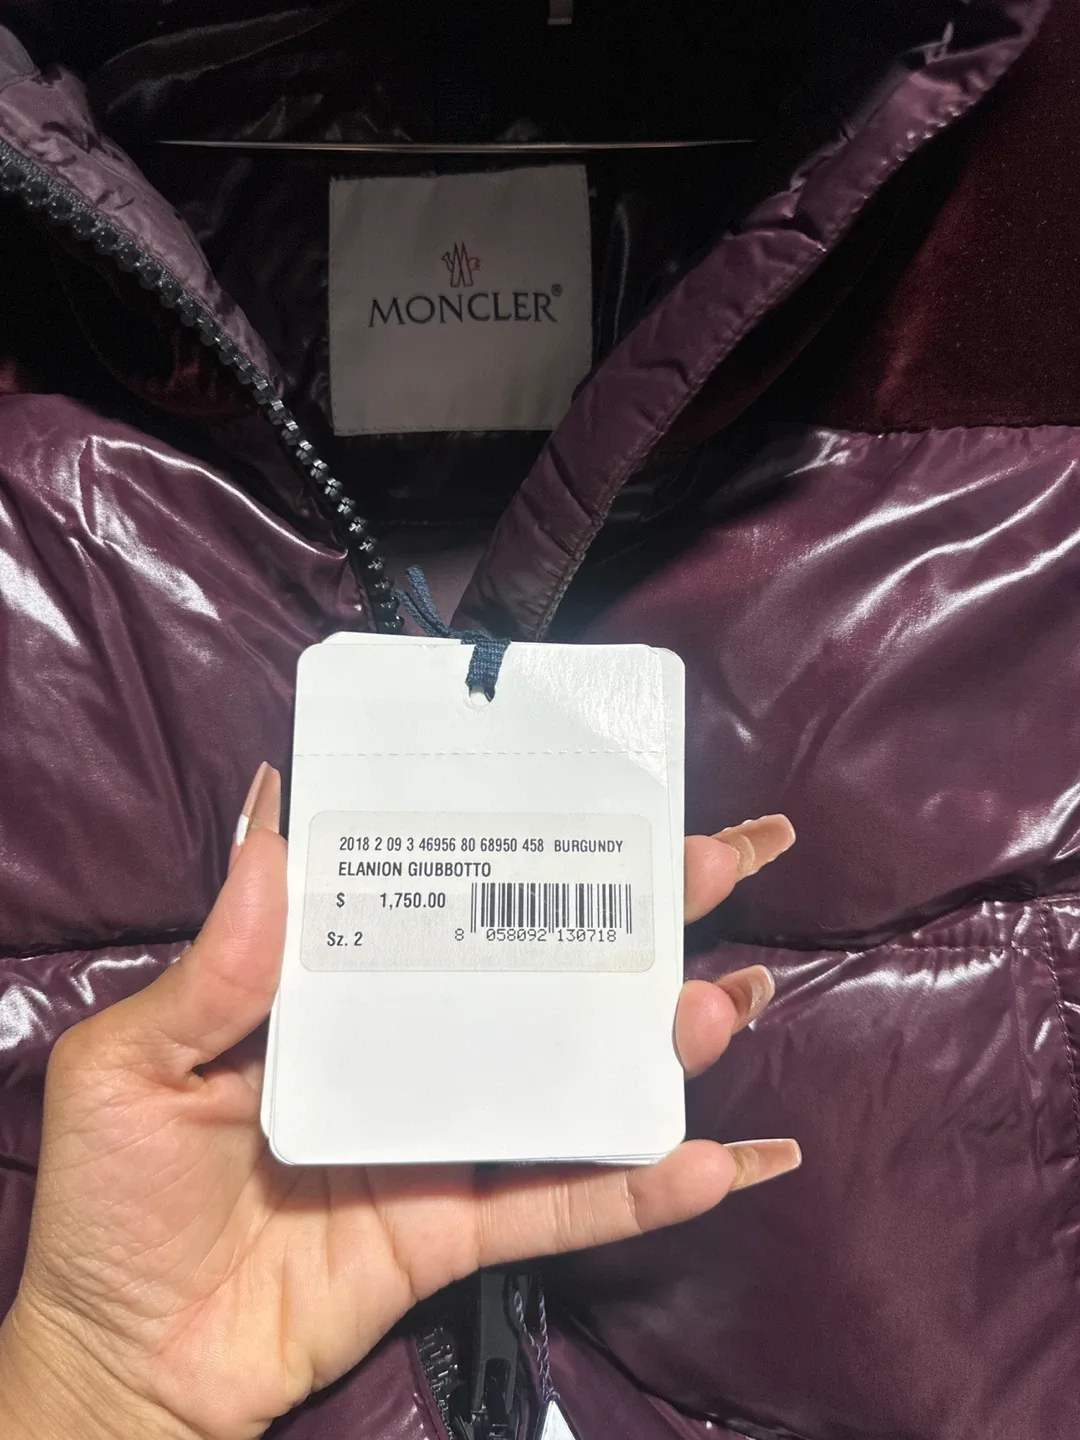 MONCLER®
2018 2 09 3 46956 80 68950 458 BURGUNDY
ELANION GIUBBOTTO
$ 1,750.00
Sz. 2
8 058092 130718